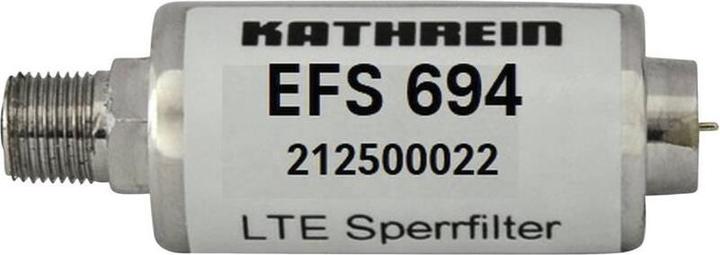 KATHREIN
EFS 694
212500022
LTE Sperrfilter